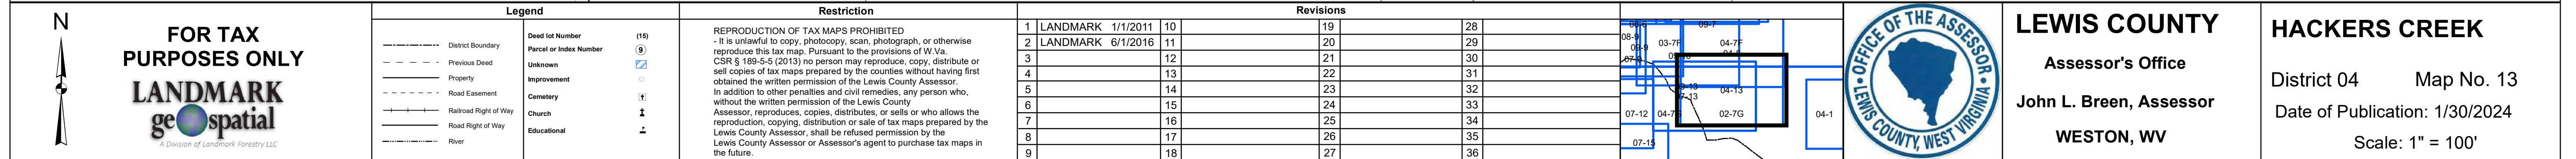 N
FOR TAX
PURPOSES ONLY
LANDMARK
geospatial
A Division of Landmark Forestry LLC
Legend
District Boundary
Previous Deed
Property
Road Easement
Railroad Right of Way
Road Right of Way
River
Deed lot Number (15)
Parcel or Index Number 9
Unknown
Improvement
Cemetery
Church
Educational
Restriction
REPRODUCTION OF TAX MAPS PROHIBITED
- It is unlawful to copy, photocopy, scan, photograph, or otherwise
reproduce this tax map. Pursuant to the provisions of W.Va.
CSR § 189-5-5 (2013) no person may reproduce, copy, distribute or
sell copies of tax maps prepared by the counties without having first
obtained the written permission of the Lewis County Assessor.
In addition to other penalties and civil remedies, any person who,
without the written permission of the Lewis County
Assessor, reproduces, copies, distributes, or sells or who allows the
reproduction, copying, distribution or sale of tax maps prepared by the
Lewis County Assessor, shall be refused permission by the
Lewis County Assessor or Assessor's agent to purchase tax maps in
the future.
Revisions
1 LANDMARK 1/1/2011 10 19 28
2 LANDMARK 6/1/2016 11 20 29
3 12 21 30
4 13 22 31
5 14 23 32
6 15 24 33
7 16 25 34
8 17 26 35
9 18 27 36
09-7
08-9
03-7F 04-7F
04-13
07-12 02-7G 04-1
07-15
OFFICE OF THE ASSESSOR
LEWIS COUNTY, WEST VIRGINIA
LEWIS COUNTY
Assessor's Office
John L. Breen, Assessor
WESTON, WV
HACKERS CREEK
District 04 Map No. 13
Date of Publication: 1/30/2024
Scale: 1" = 100'